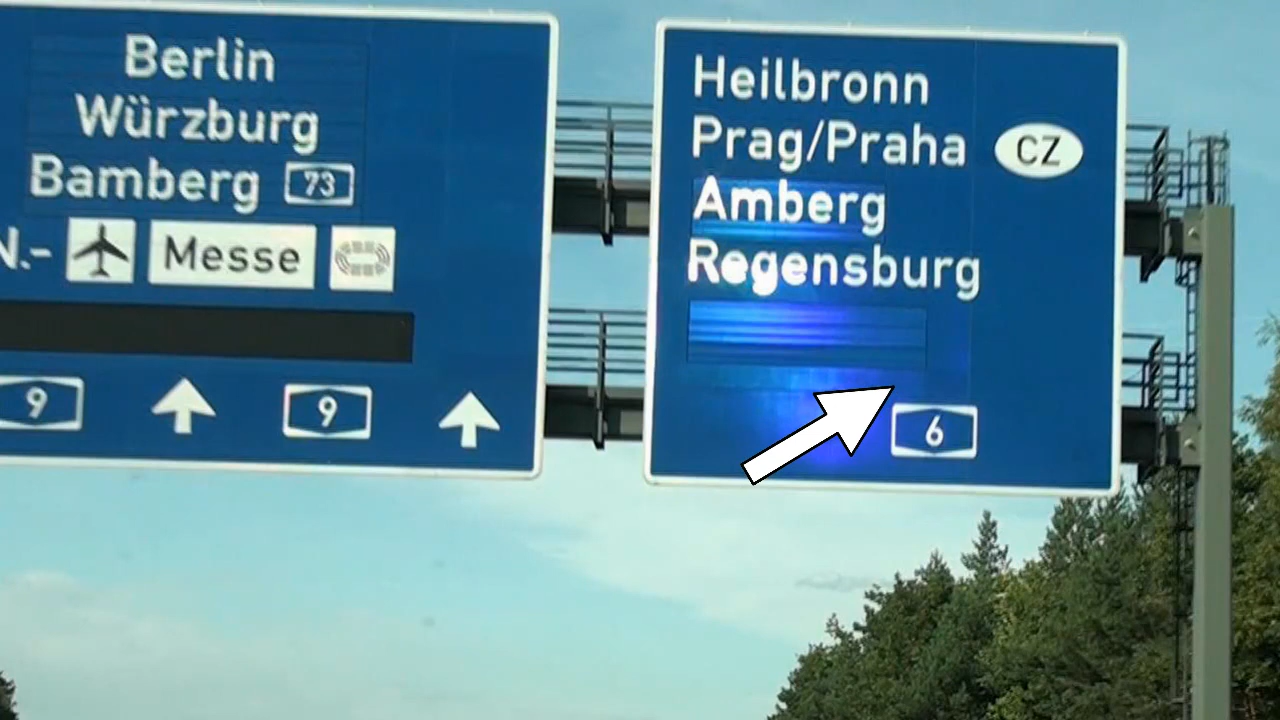 Berlin
Würzburg
Bamberg 73
N.- Messe
9 9
Heilbronn
Prag/Praha CZ
Amberg
Regensburg
6